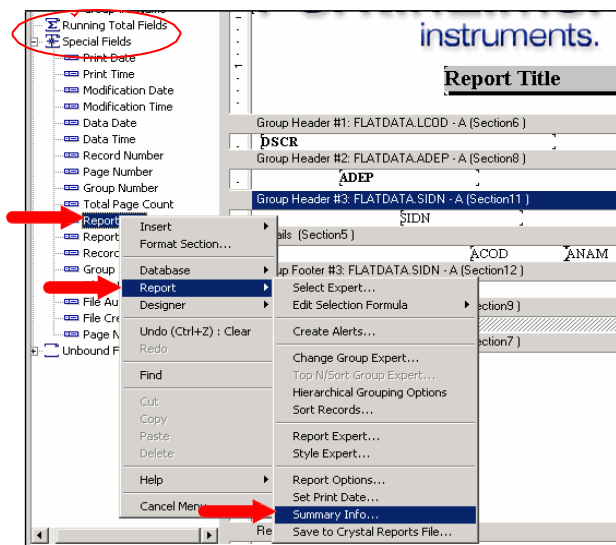 Running Total Fields
Special Fields
Print Date
Print Time
Modification Date
Modification Time
Data Date
Data Time
Record Number
Page Number
Group Number
Total Page Count
Report
Report
Record
Group
File Au
File Cre
Page N
Unbound F
instruments.
Report Title
Group Header #1: FLATDATA.LCOD - A (Section6 )
DSCR
Group Header #2: FLATDATA.ADEP - A (Section8 )
ADEP
Group Header #3: FLATDATA.SIDN - A (Section11 )
SIDN
ails (Section5 )
ACOD ANAM
up Footer #3: FLATDATA.SIDN - A (Section12 )
ection9 )
ection7 )
Re
Insert
Format Section...
Database
Report
Designer
Undo (Ctrl+Z) : Clear
Redo
Find
Cut
Copy
Paste
Delete
Help
Cancel Menu
Select Expert...
Edit Selection Formula
Create Alerts...
Change Group Expert...
Top N/Sort Group Expert...
Hierarchical Grouping Options
Sort Records...
Report Expert...
Style Expert...
Report Options...
Set Print Date...
Summary Info...
Save to Crystal Reports File...